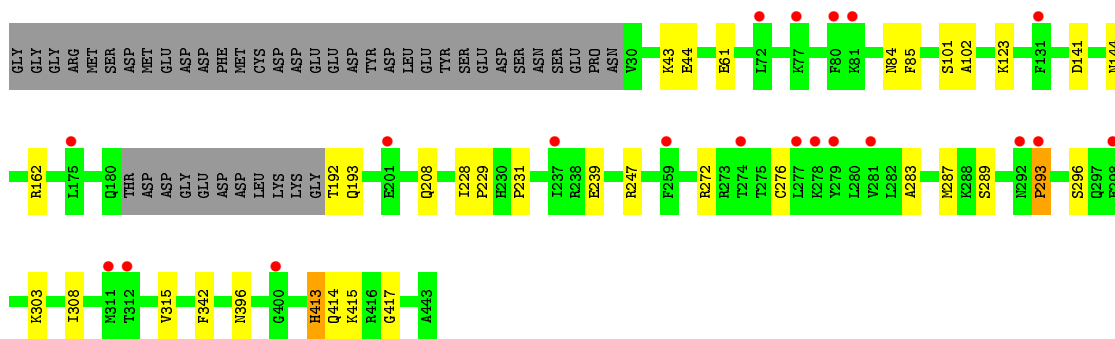 GLY GLY GLY ARG MET SER ASP MET GLU ASP ASP PHE MET CYS ASP ASP GLU GLU ASP TYR ASP LEU GLU TYR SER GLU ASP SER ASN SER GLU PRO ASN V30 K43 E44 E61 L72 K77 F80 K81 N84 F85 S101 A102 K123 F131 D141 N144
R162 L175 Q180 THR ASP ASP GLY GLU ASP ASP LEU LYS LYS GLY T192 Q193 E201 Q208 I228 P229 H230 P231 I237 R238 E239 R247 F259 R272 R273 T274 T275 C276 L277 K278 Y279 L280 V281 L282 A283 M287 K288 S289 N292 P293 S296 Q297
K303 I308 M311 T312 V315 F342 N396 G400 H413 Q414 K415 R416 G417 A443